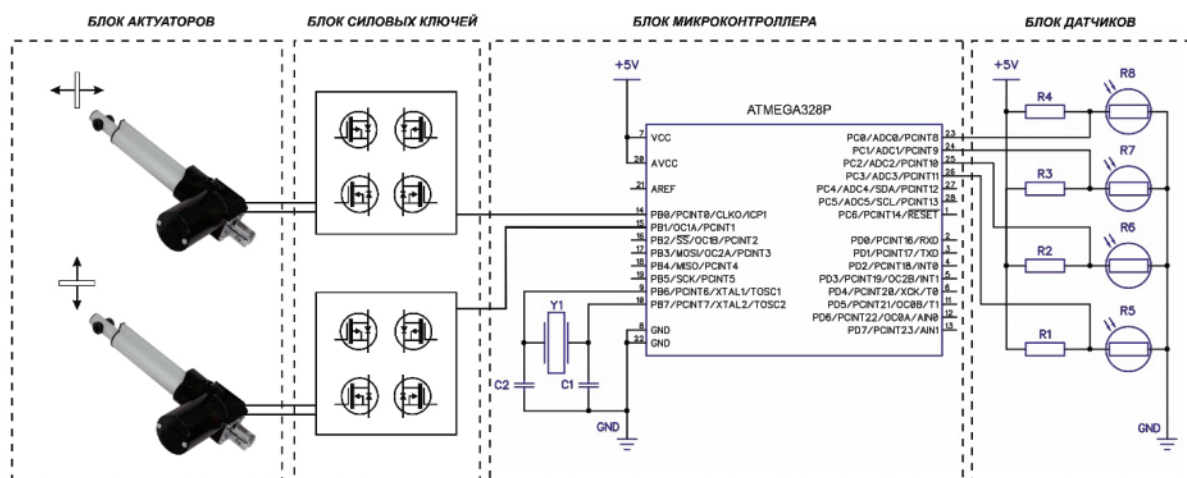 БЛОК АКТУАТОРОВ
БЛОК СИЛОВЫХ КЛЮЧЕЙ
БЛОК МИКРОКОНТРОЛЛЕРА
БЛОК ДАТЧИКОВ
+5V
ATMEGA328P
7 VCC
20 AVCC
21 AREF
14 PB0/PCINT0/CLKO/ICP1
15 PB1/OC1A/PCINT1
16 PB2/SS/OC1B/PCINT2
17 PB3/MOSI/OC2A/PCINT3
18 PB4/MISO/PCINT4
19 PB5/SCK/PCINT5
9 PB6/PCINT6/XTAL1/TOSC1
10 PB7/PCINT7/XTAL2/TOSC2
8 GND
22 GND
PC0/ADC0/PCINT8 23
PC1/ADC1/PCINT9 24
PC2/ADC2/PCINT10 25
PC3/ADC3/PCINT11 26
PC4/ADC4/SDA/PCINT12 27
PC5/ADC5/SCL/PCINT13 28
PC6/PCINT14/RESET 1
PD0/PCINT16/RXD 2
PD1/PCINT17/TXD 3
PD2/PCINT18/INT0 4
PD3/PCINT19/OC2B/INT1 5
PD4/PCINT20/XCK/T0 6
PD5/PCINT21/OC0B/T1 11
PD6/PCINT22/OC0A/AIN0 12
PD7/PCINT23/AIN1 13
Y1
C2
C1
GND
+5V
R4
R8
R3
R7
R2
R6
R1
R5
GND